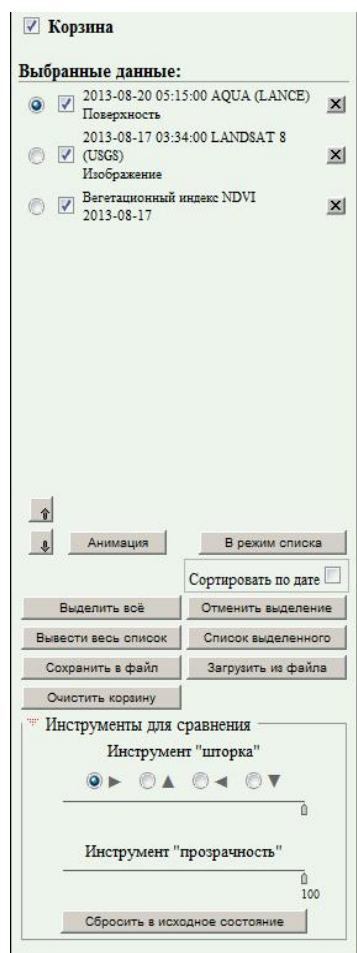 Корзина
Выбранные данные:
2013-08-20 05:15:00 AQUA (LANCE)
Поверхность
2013-08-17 03:34:00 LANDSAT 8
(USGS)
Изображение
Вегетационный индекс NDVI
2013-08-17
Анимация
В режим списка
Сортировать по дате
Выделить всё
Отменить выделение
Вывести весь список
Список выделенного
Сохранить в файл
Загрузить из файла
Очистить корзину
Инструменты для сравнения
Инструмент "шторка"
Инструмент "прозрачность"
100
Сбросить в исходное состояние